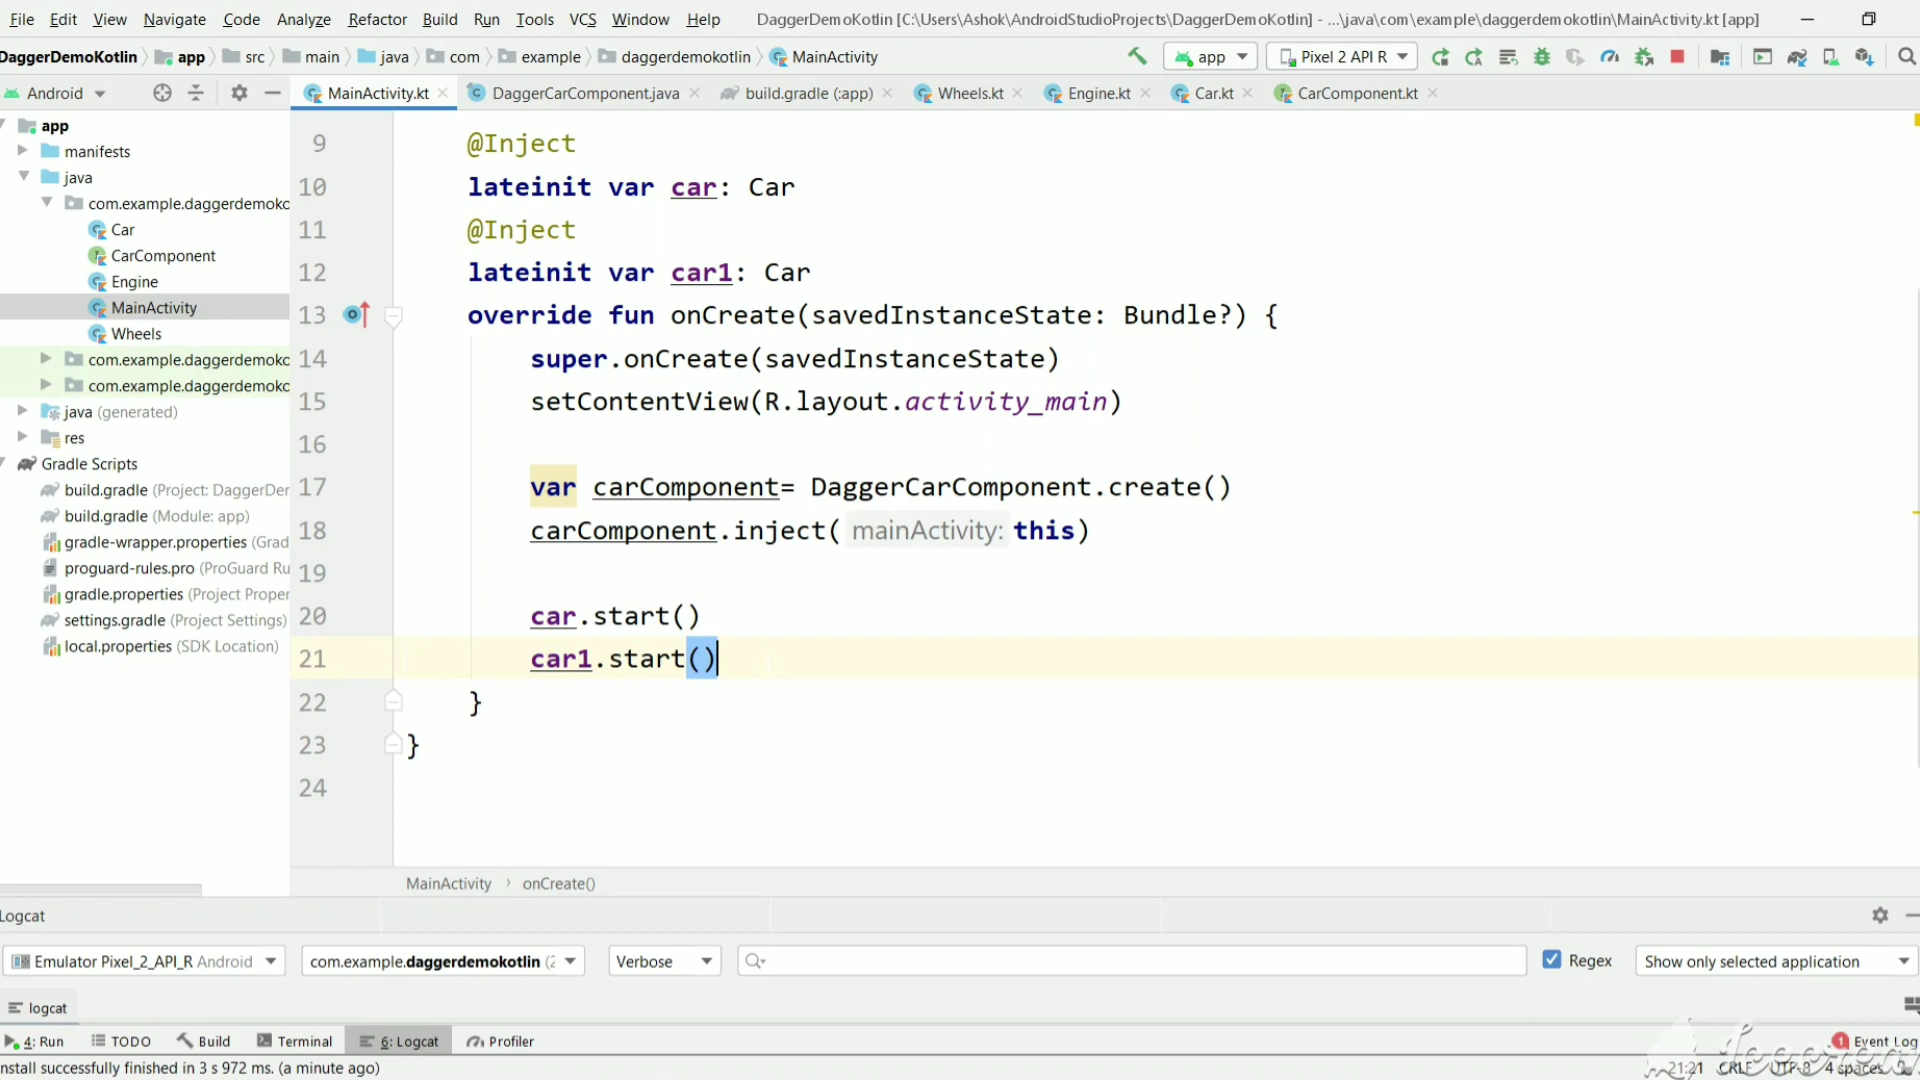 File Edit View Navigate Code Analyze Refactor Build Run Tools VCS Window Help DaggerDemoKotlin [C:\Users\Ashok\AndroidStudioProjects\DaggerDemoKotlin] - ...\java\com\example\daggerdemokotlin\MainActivity.kt [app]
DaggerDemoKotlin app src main java com example daggerdemokotlin MainActivity app Pixel 2 API R
Android MainActivity.kt DaggerCarComponent.java build.gradle (:app) Wheels.kt Engine.kt Car.kt CarComponent.kt
app
manifests
java
com.example.daggerdemoko
Car
CarComponent
Engine
MainActivity
Wheels
com.example.daggerdemoko
com.example.daggerdemoko
java (generated)
res
Gradle Scripts
build.gradle (Project: DaggerDer
build.gradle (Module: app)
gradle-wrapper.properties (Grad
proguard-rules.pro (ProGuard Ru
gradle.properties (Project Proper
settings.gradle (Project Settings)
local.properties (SDK Location)
9 @Inject
10 lateinit var car: Car
11 @Inject
12 lateinit var car1: Car
13 override fun onCreate(savedInstanceState: Bundle?) {
14 super.onCreate(savedInstanceState)
15 setContentView(R.layout.activity_main)
16
17 var carComponent= DaggerCarComponent.create()
18 carComponent.inject( mainActivity: this)
19
20 car.start()
21 car1.start()
22 }
23 }
24
MainActivity › onCreate()
Logcat
Emulator Pixel_2_API_R Android com.example.daggerdemokotlin (2 Verbose Regex Show only selected application
logcat
4: Run TODO Build Terminal 6: Logcat Profiler 1 Event Log
nstall successfully finished in 3 s 972 ms. (a minute ago) 21:21 CRLF UTF-8 4 spaces